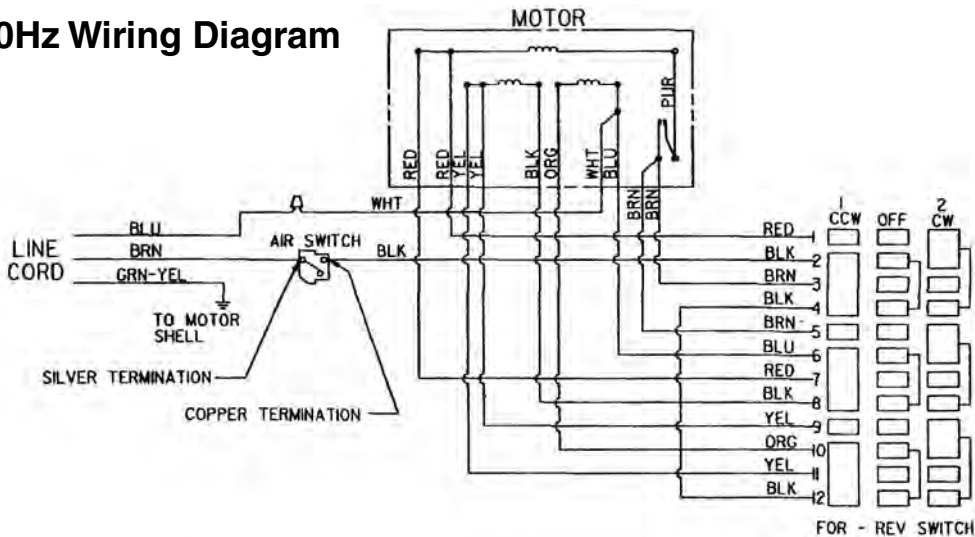 0Hz Wiring Diagram
MOTOR
RED
RED
YEL
YEL
BLK
ORG
WHT
BLU
PUR
BRN
BRN
WHT
LINE CORD
BLU
BRN
GRN-YEL
AIR SWITCH
BLK
TO MOTOR
SHELL
SILVER TERMINATION
COPPER TERMINATION
1
CCW
OFF
2
CW
RED 1
BLK 2
BRN 3
BLK 4
BRN 5
BLU 6
RED 7
BLK 8
YEL 9
ORG 10
YEL 11
BLK 12
FOR - REV SWITCH